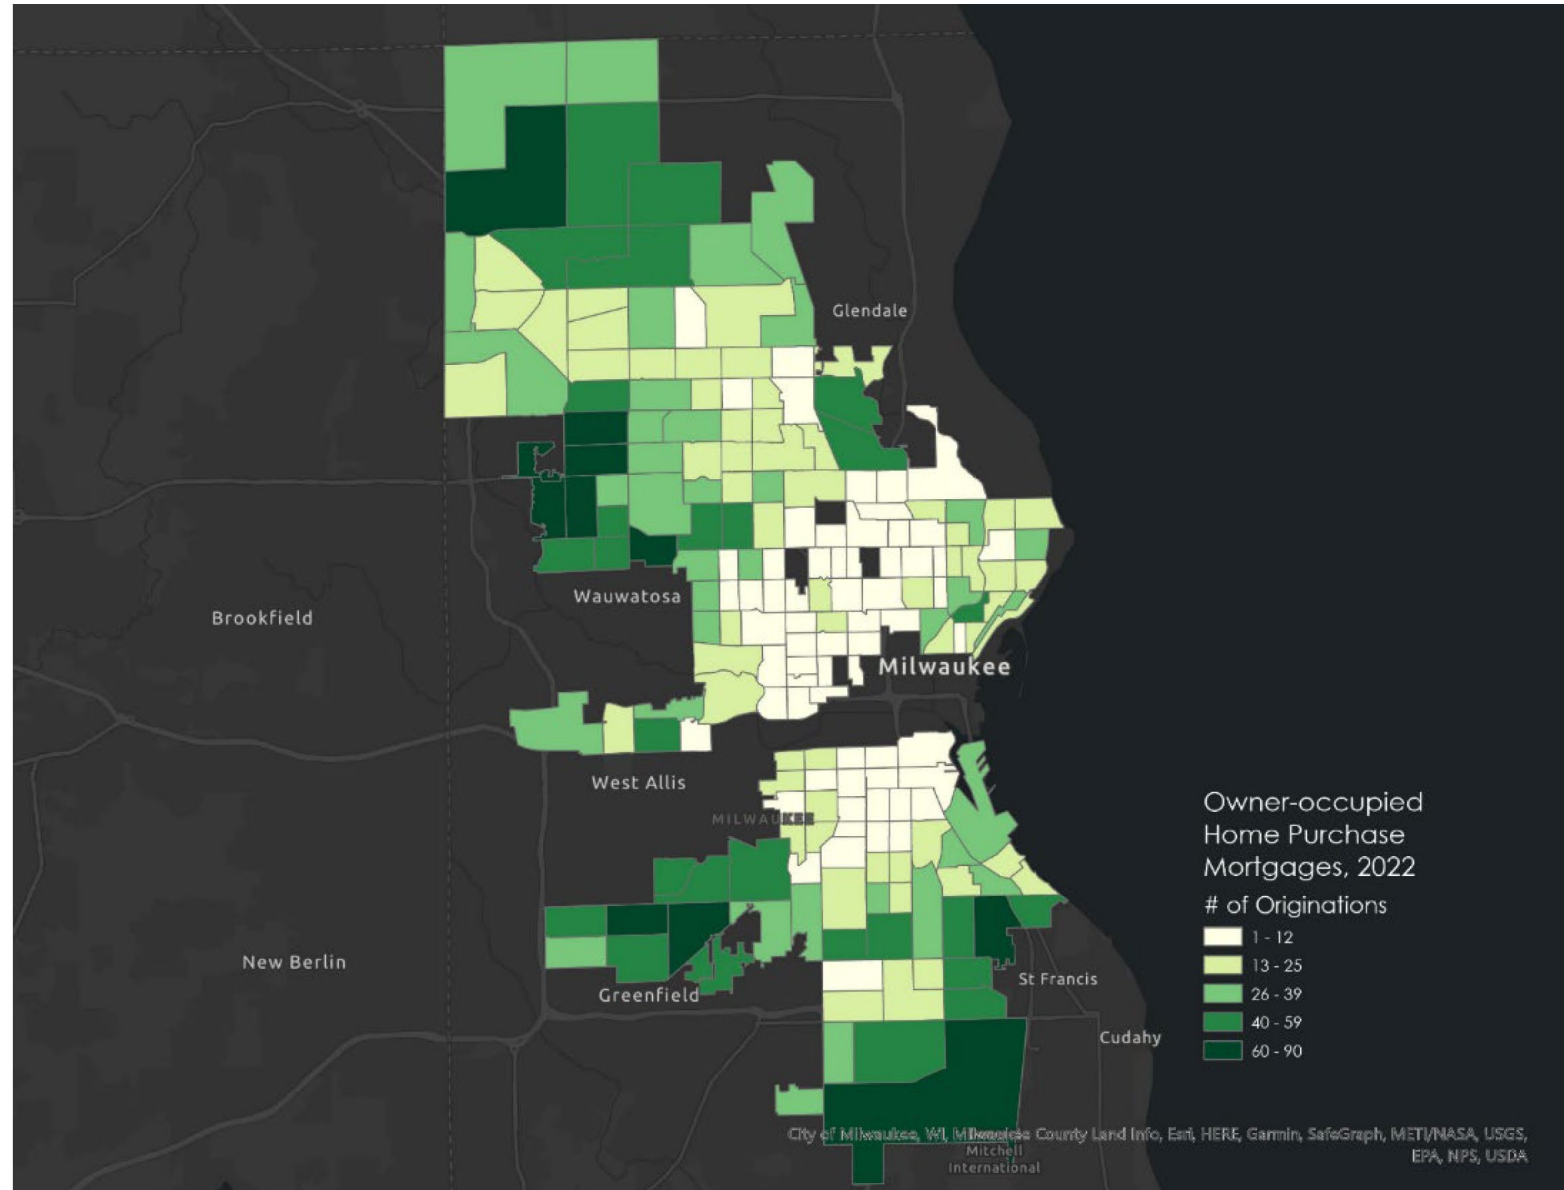 Glendale
Wauwatosa
Brookfield
Milwaukee
West Allis
MILWAUKEE
New Berlin
Greenfield
St Francis
Cudahy
Owner-occupied
Home Purchase
Mortgages, 2022
# of Originations
1 - 12
13 - 25
26 - 39
40 - 59
60 - 90
City of Milwaukee, WI, Milwaukee County Land Info, Esri, HERE, Garmin, SafeGraph, METI/NASA, USGS,
EPA, NPS, USDA
Mitchell
International